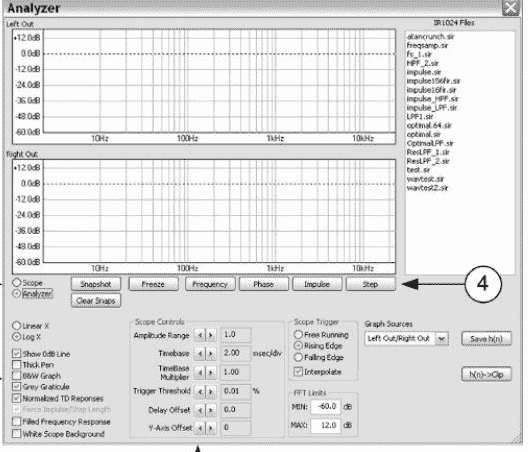 Analyzer
Left Out
IR1024 Files
+12.0dB
0.0dB
-12.0dB
-24.0dB
-36.0dB
-48.0dB
-60.0dB
10Hz 100Hz 1kHz 10kHz
Right Out
+12.0dB
0.0dB
-12.0dB
-24.0dB
-36.0dB
-48.0dB
-60.0dB
10Hz 100Hz 1kHz 10kHz
atancrunch.sir
freqsamp.sir
fs_1.sir
HPF_2.sir
impulse.sir
impulse156fir.sir
impulse16fir.sir
impulse_HPF.sir
impulse_LPF.sir
LPF1.sir
optimal.64.sir
optimal.sir
OptimalLPF.sir
ResLPF_1.sir
ResLPF_2.sir
test.sir
wavtest.sir
wavtest2.sir
Scope
Analyzer
Snapshot Freeze Frequency Phase Impulse Step
Clear Snaps
4
Linear X
Log X
Show 0dB Line
Thick Pen
B&W Graph
Grey Graticule
Normalized TD Reponses
Force Impulse/Step Length
Filled Frequency Response
White Scope Background
Scope Controls
Amplitude Range 1.0
Timebase 2.00 msec/div
TimeBase Multiplier 1.00
Trigger Threshold 0.01 %
Delay Offset 0.0
Y-Axis Offset 0
Scope Trigger
Free Running
Rising Edge
Falling Edge
Interpolate
FFT Limits
MIN: -60.0 dB
MAX: 12.0 dB
Graph Sources
Left Out/Right Out
Save h(n)
h(n)->Clip